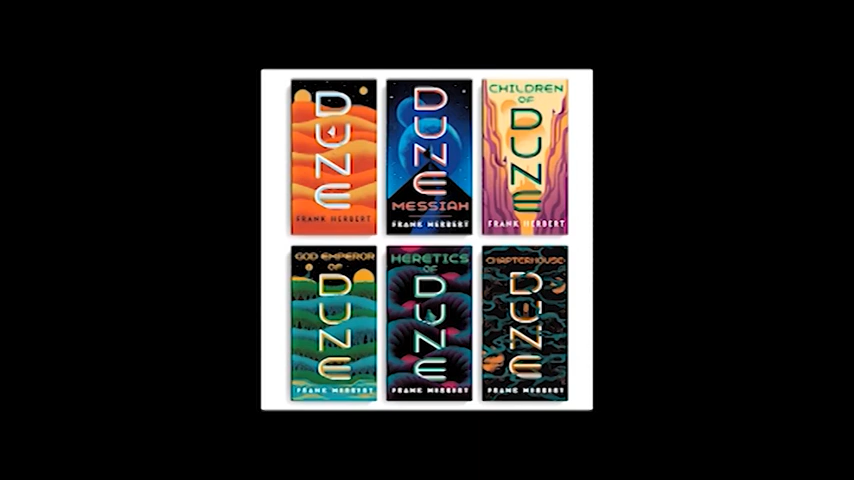 DUNE
FRANK HERBERT
DUNE
MESSIAH
FRANK HERBERT
CHILDREN
OF
DUNE
FRANK HERBERT
GOD EMPEROR
OF
DUNE
FRANK HERBERT
HERETICS
OF
DUNE
FRANK HERBERT
CHAPTERHOUSE:
DUNE
FRANK HERBERT